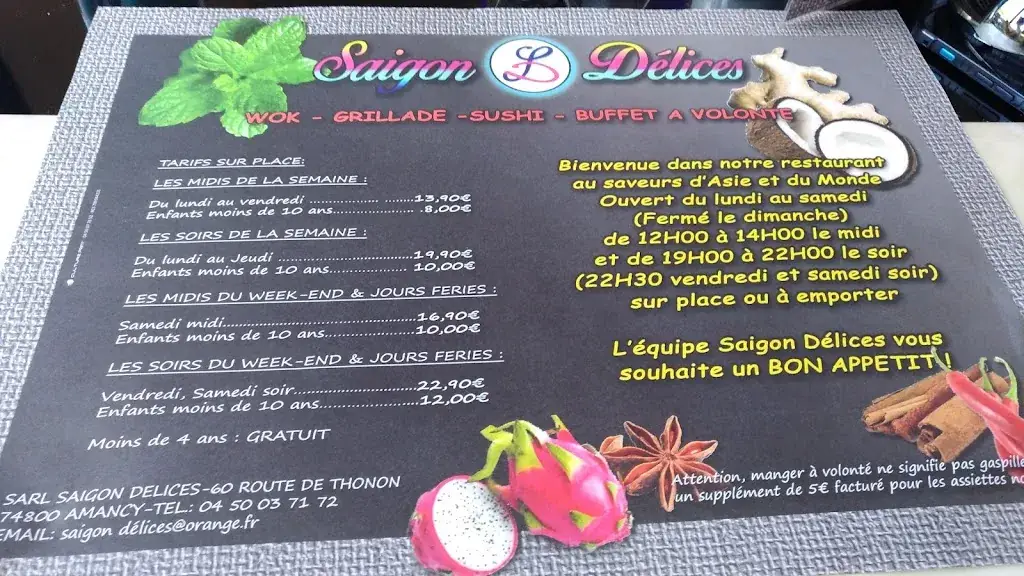 Saigon Délices
WOK - GRILLADE -SUSHI - BUFFET A VOLONTE
TARIFS SUR PLACE:
LES MIDIS DE LA SEMAINE :
Du lundi au vendredi ................... .......13,90€
Enfants moins de 10 ans................... . 8,00€
LES SOIRS DE LA SEMAINE :
Du lundi au Jeudi ................................19,90€
Enfants moins de 10 ans...................10,00€
LES MIDIS DU WEEK-END & JOURS FERIES :
Samedi midi..........................................16,90€
Enfants moins de 10 ans...................10,00€
LES SOIRS DU WEEK-END & JOURS FERIES :
Vendredi, Samedi soir..........................22,90€
Enfants moins de 10 ans.....................12,00€
Moins de 4 ans : GRATUIT
SARL SAIGON DELICES-60 ROUTE DE THONON
74800 AMANCY-TEL: 04 50 03 71 72
EMAIL: saigon délices@orange.fr
Bienvenue dans notre restaurant
au saveurs d'Asie et du Monde
Ouvert du lundi au samedi
(Fermé le dimanche)
de 12H00 à 14H00 le midi
et de 19H00 à 22H00 le soir
(22H30 vendredi et samedi soir)
sur place ou à emporter
L'équipe Saigon Délices vous
souhaite un BON APPETIT !
Attention, manger à volonté ne signifie pas gaspille
un supplément de 5€ facturé pour les assiettes no